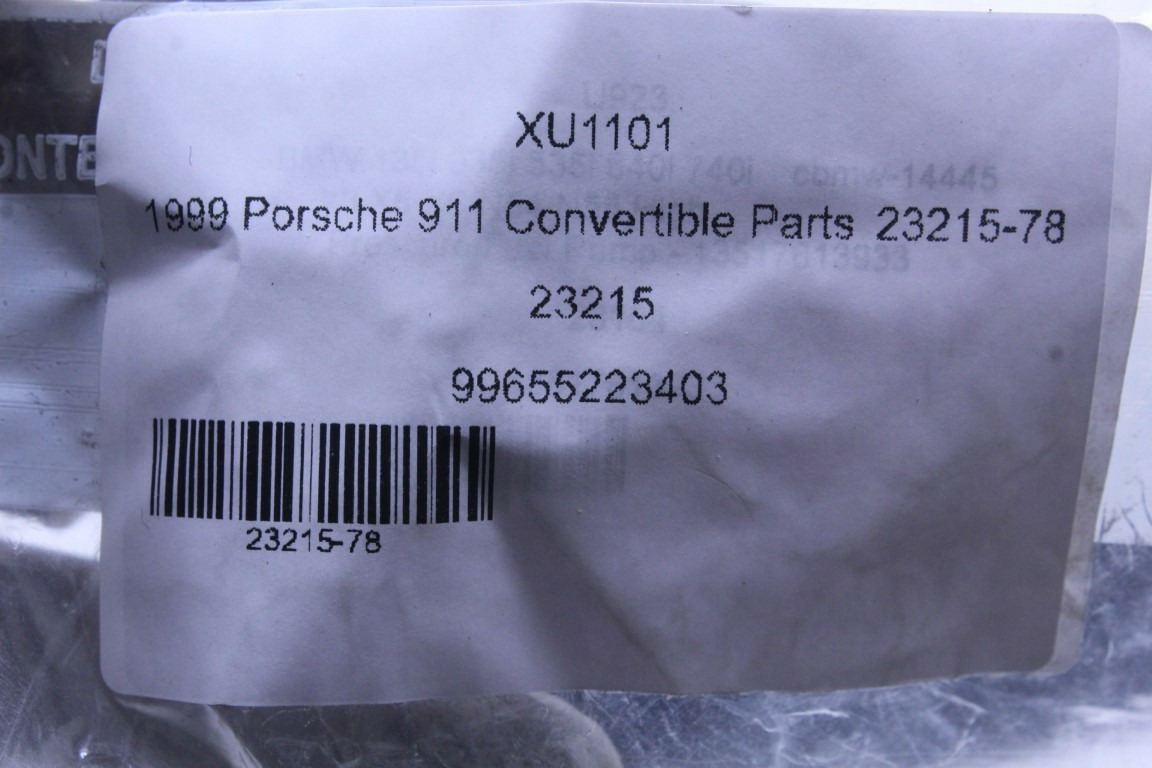 XU1101
1999 Porsche 911 Convertible Parts 23215-78
23215
99655223403
23215-78